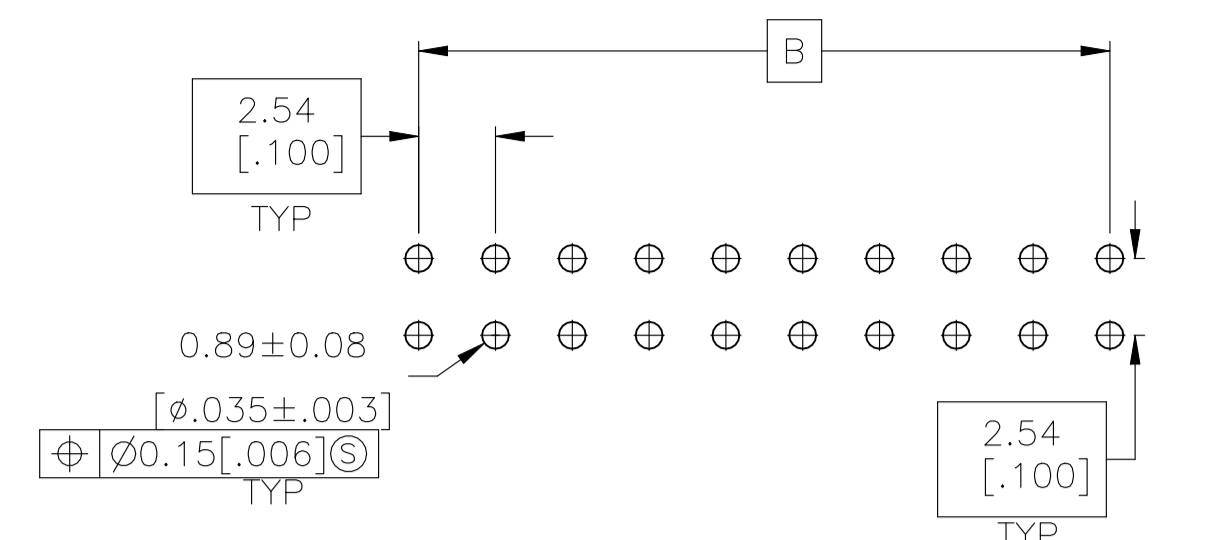 B
2.54
[.100]
TYP
0.89±0.08
[⌀.035±.003]
⌖ ⌀0.15[.006]Ⓢ
TYP
2.54
[.100]
TYP